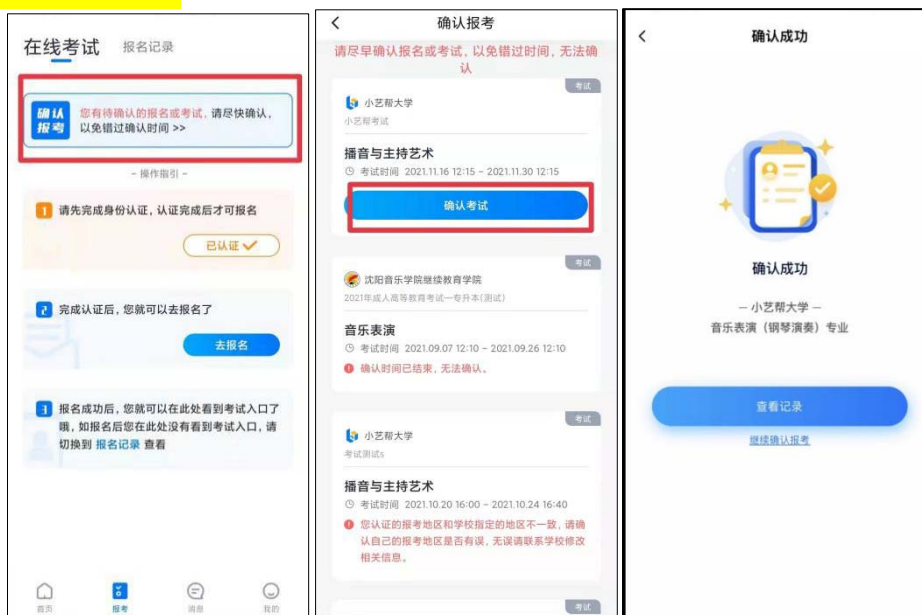 在线考试 报名记录
确认
报考
您有待确认的报名或考试, 请尽快确认,
以免错过确认时间 >>
- 操作指引 -
1 请先完成身份认证, 认证完成后才可报名
已认证
2 完成认证后, 您就可以去报名了
去报名
3 报名成功后, 您就可以在此处看到考试入口了
哦, 如报名后您在此处没有看到考试入口, 请
切换到 报名记录 查看
首页 报考 消息 我的
确认报考
请尽早确认报名或考试, 以免错过时间, 无法确
认
考试
小艺帮大学
小艺帮考试
播音与主持艺术
考试时间 2021.11.16 12:15 - 2021.11.30 12:15
确认考试
考试
沈阳音乐学院继续教育学院
2021年成人高等教育考试—专升本(测试)
音乐表演
考试时间 2021.09.07 12:10 - 2021.09.26 12:10
确认时间已结束, 无法确认。
考试
小艺帮大学
考试测试s
播音与主持艺术
考试时间 2021.10.20 16:00 - 2021.10.24 16:40
您认证的报考地区和学校指定的地区不一致, 请确
认自己的报考地区是否有误, 无误请联系学校修改
相关信息。
考试
确认成功
确认成功
— 小艺帮大学 —
音乐表演（钢琴演奏）专业
查看记录
继续确认报考